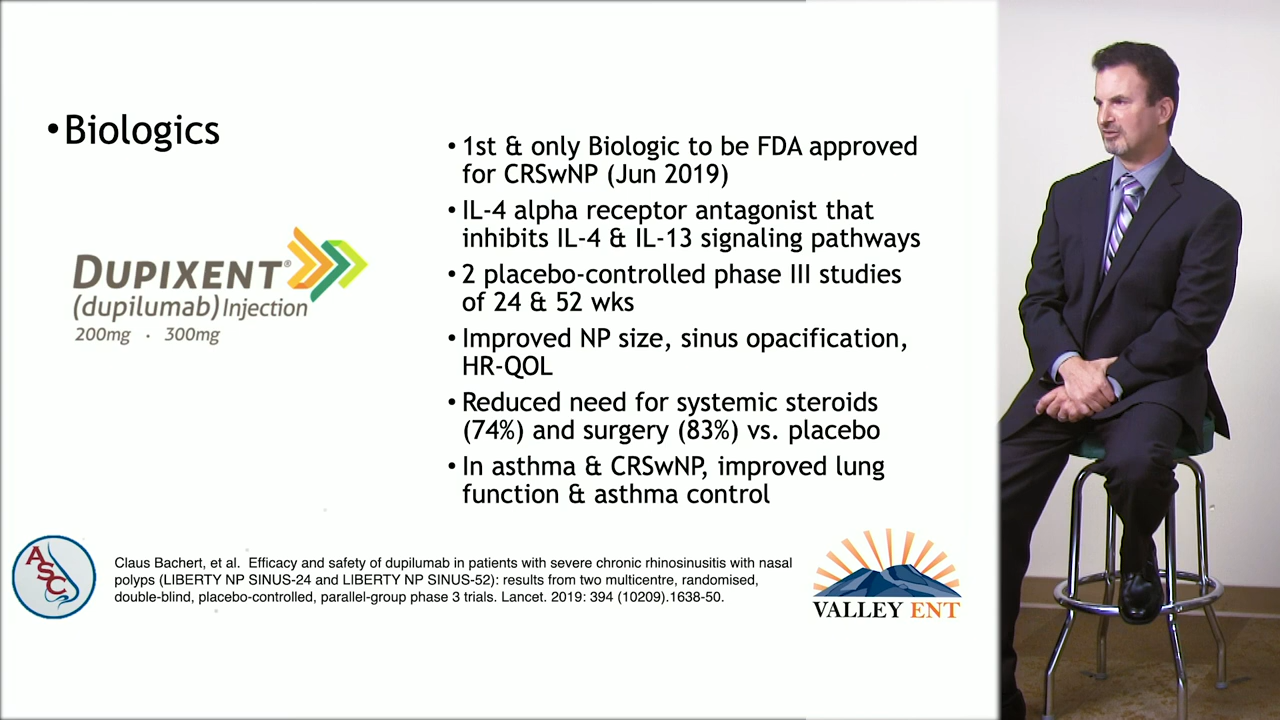 •Biologics
DUPIXENT®
(dupilumab) Injection
200mg · 300mg
• 1st & only Biologic to be FDA approved
for CRSwNP (Jun 2019)
• IL-4 alpha receptor antagonist that
inhibits IL-4 & IL-13 signaling pathways
• 2 placebo-controlled phase III studies
of 24 & 52 wks
• Improved NP size, sinus opacification,
HR-QOL
• Reduced need for systemic steroids
(74%) and surgery (83%) vs. placebo
• In asthma & CRSwNP, improved lung
function & asthma control
ASC
Claus Bachert, et al. Efficacy and safety of dupilumab in patients with severe chronic rhinosinusitis with nasal
polyps (LIBERTY NP SINUS-24 and LIBERTY NP SINUS-52): results from two multicentre, randomised,
double-blind, placebo-controlled, parallel-group phase 3 trials. Lancet. 2019: 394 (10209).1638-50.
VALLEY ENT